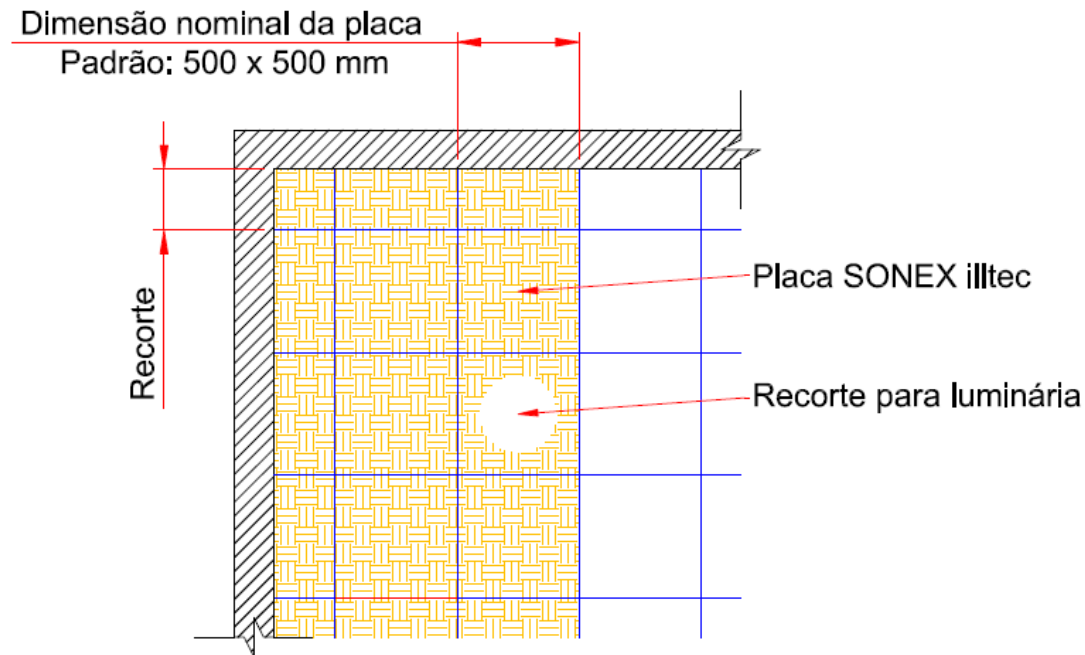 Dimensão nominal da placa
Padrão: 500 x 500 mm
Recorte
Placa SONEX illtec
Recorte para luminária